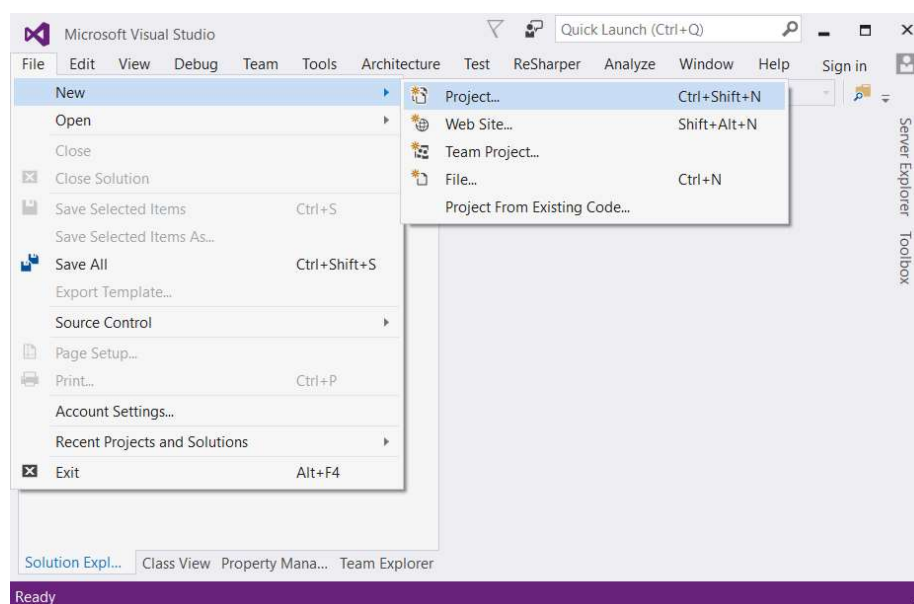 Microsoft Visual Studio
Quick Launch (Ctrl+Q)
File Edit View Debug Team Tools Architecture Test ReSharper Analyze Window Help Sign in
New
Open
Close
Close Solution
Save Selected Items Ctrl+S
Save Selected Items As...
Save All Ctrl+Shift+S
Export Template...
Source Control
Page Setup...
Print... Ctrl+P
Account Settings...
Recent Projects and Solutions
Exit Alt+F4
Project... Ctrl+Shift+N
Web Site... Shift+Alt+N
Team Project...
File... Ctrl+N
Project From Existing Code...
Server Explorer
Toolbox
Solution Expl... Class View Property Mana... Team Explorer
Ready